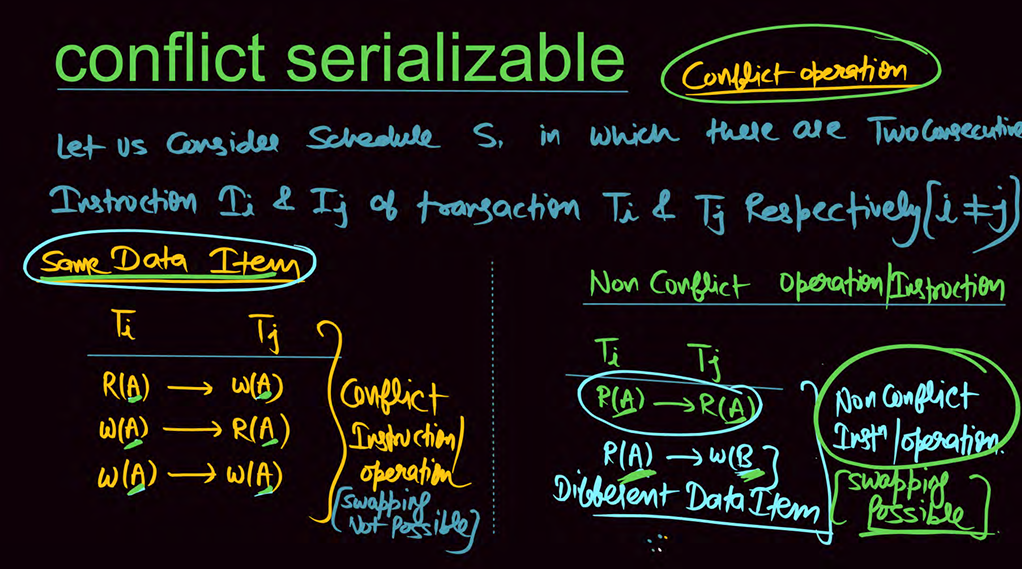 conflict serializable
Conflict operation
Let us Consider Schedule S, in which there are Two Consecutive
Instruction Ii & Ij of transaction Ti & Tj Respectively (i ≠ j)
Same Data Item
Ti Tj
R(A) → W(A)
W(A) → R(A)
W(A) → W(A)
Conflict
Instruction/
operation
[swapping
Not Possible]
Non Conflict operation/Instruction
Ti Tj
R(A) → R(A)
R(A) → W(B)
Different Data Item
Non Conflict
Instn/operation.
[swapping
Possible]